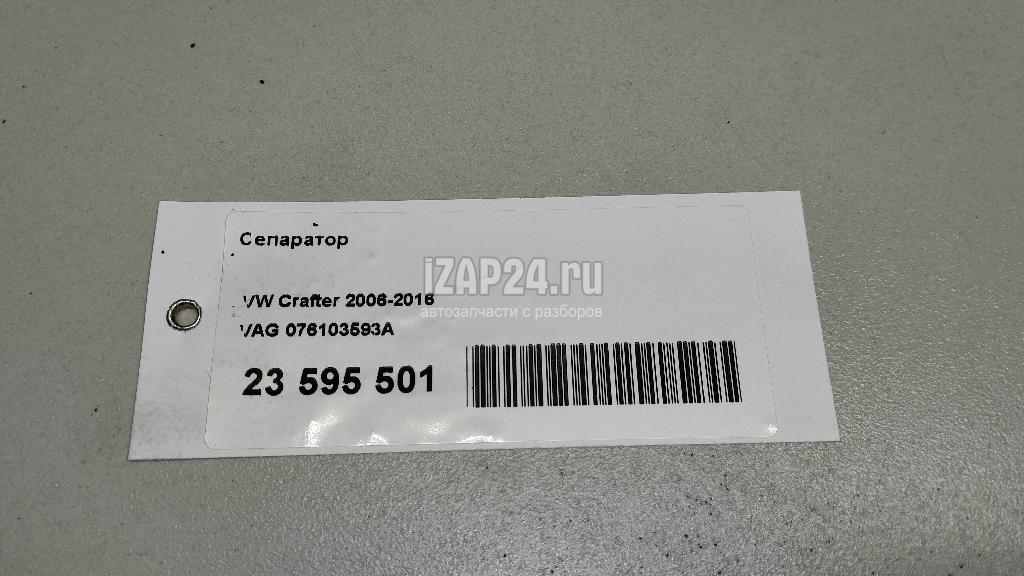 Сепаратор
iZAP24.ru
VW Crafter 2006-2016
автозапчасти с разборов
VAG 076103593A
23 595 501